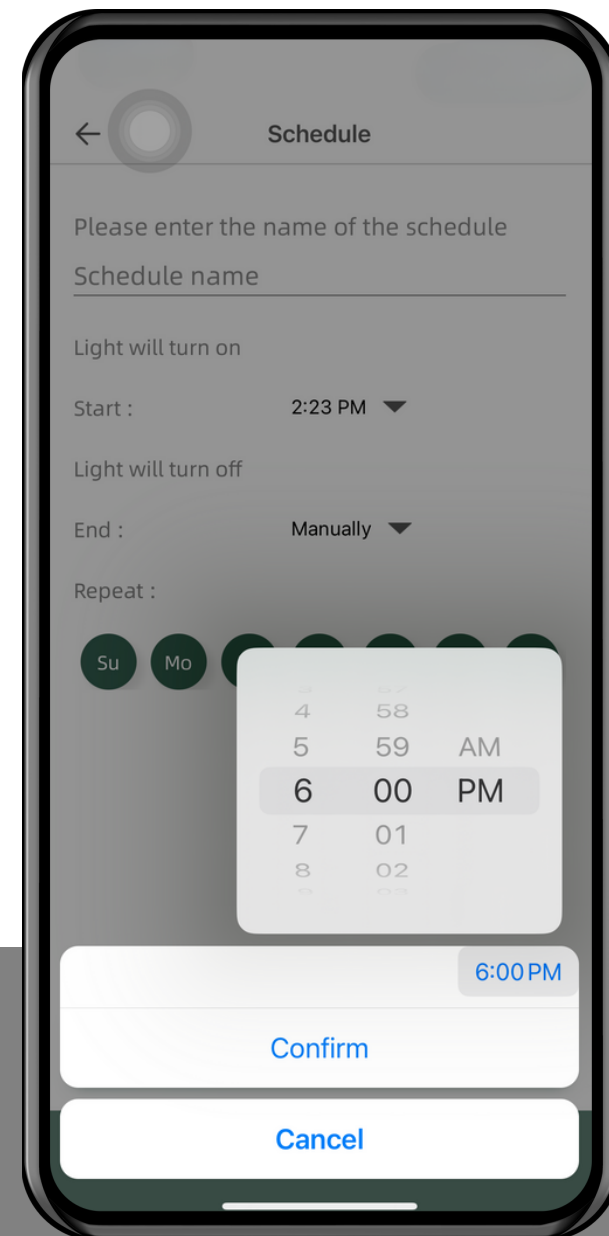 Schedule
Please enter the name of the schedule
Schedule name
Light will turn on
Start : 2:23 PM
Light will turn off
End : Manually
Repeat :
Su Mo
4 58
5 59 AM
6 00 PM
7 01
8 02
6:00 PM
Confirm
Cancel